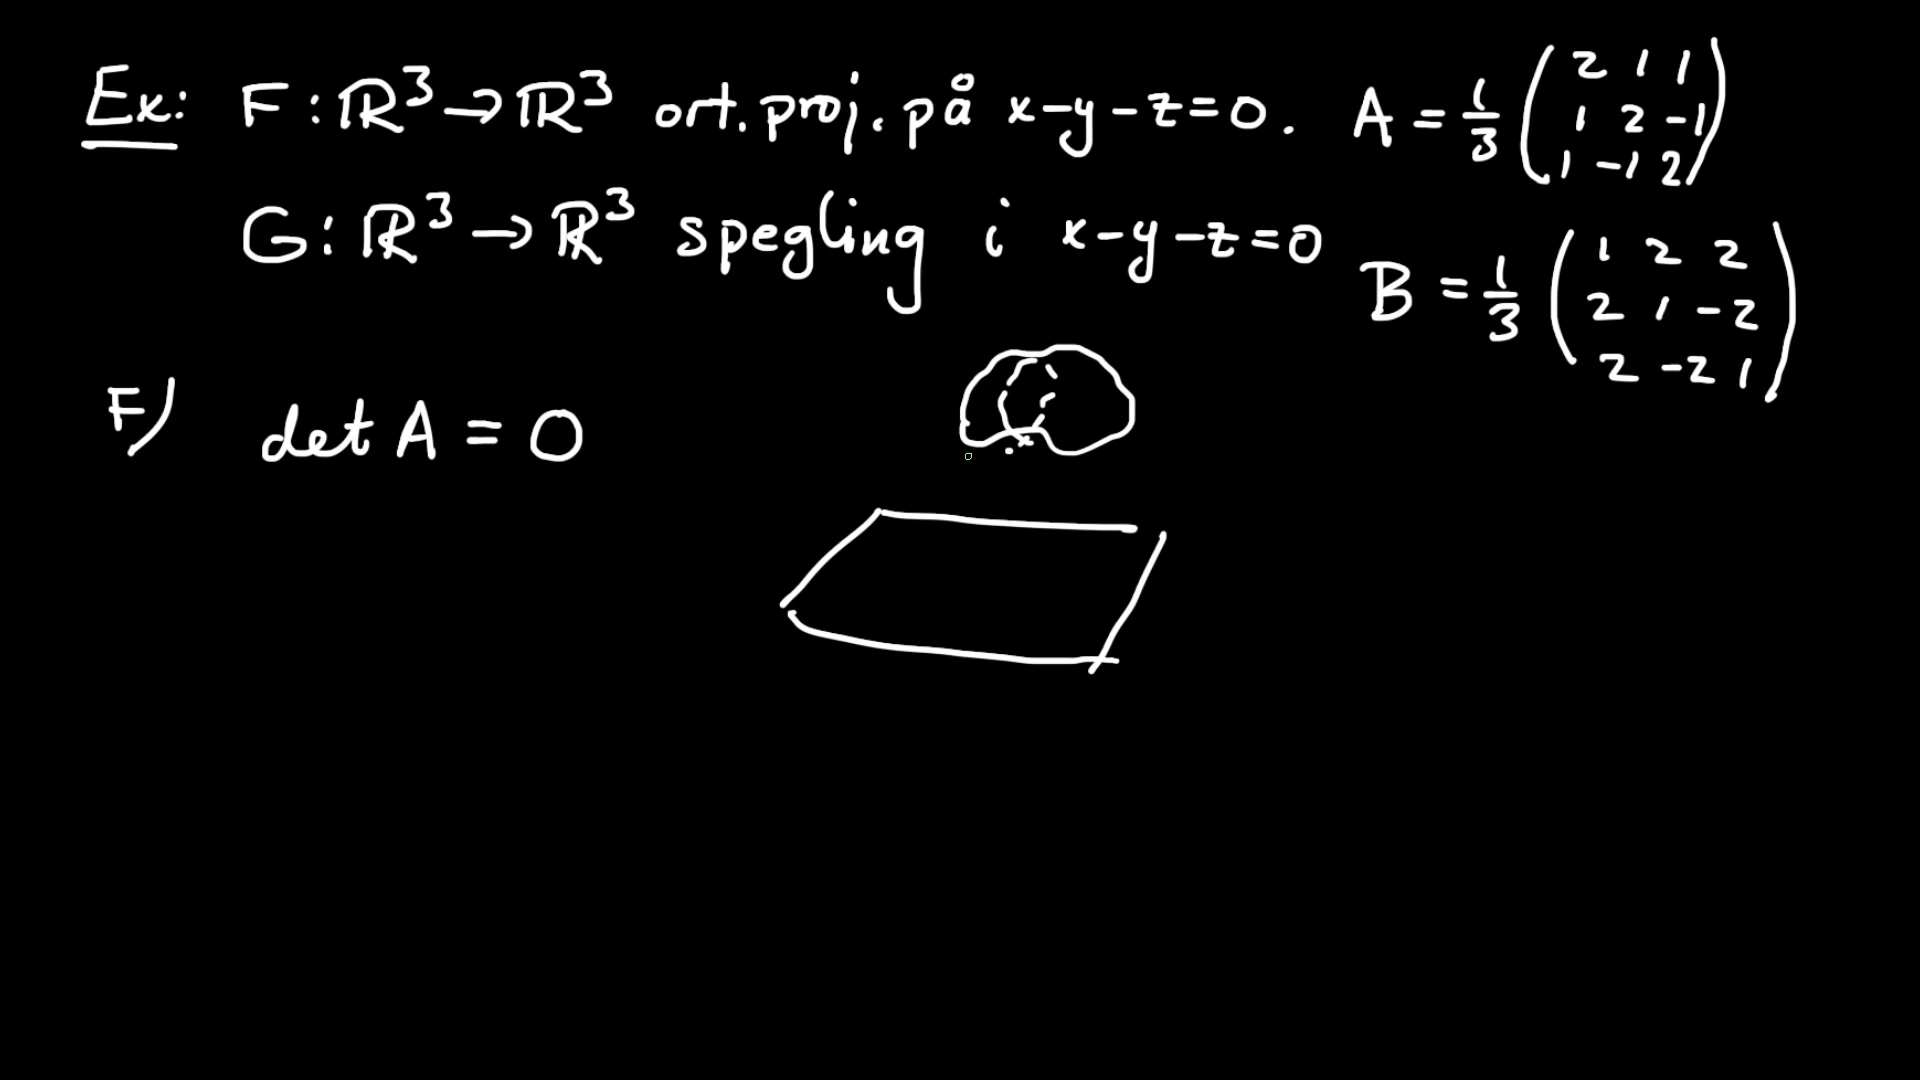 Ex: F: ℝ³→ℝ³ ort. proj. på x-y-z=0. A = 1/3 (2 1 1
1 2 -1
1 -1 2)
G: ℝ³→ℝ³ spegling i x-y-z=0
B = 1/3 (1 2 2
2 1 -2
2 -2 1)
F) det A = 0